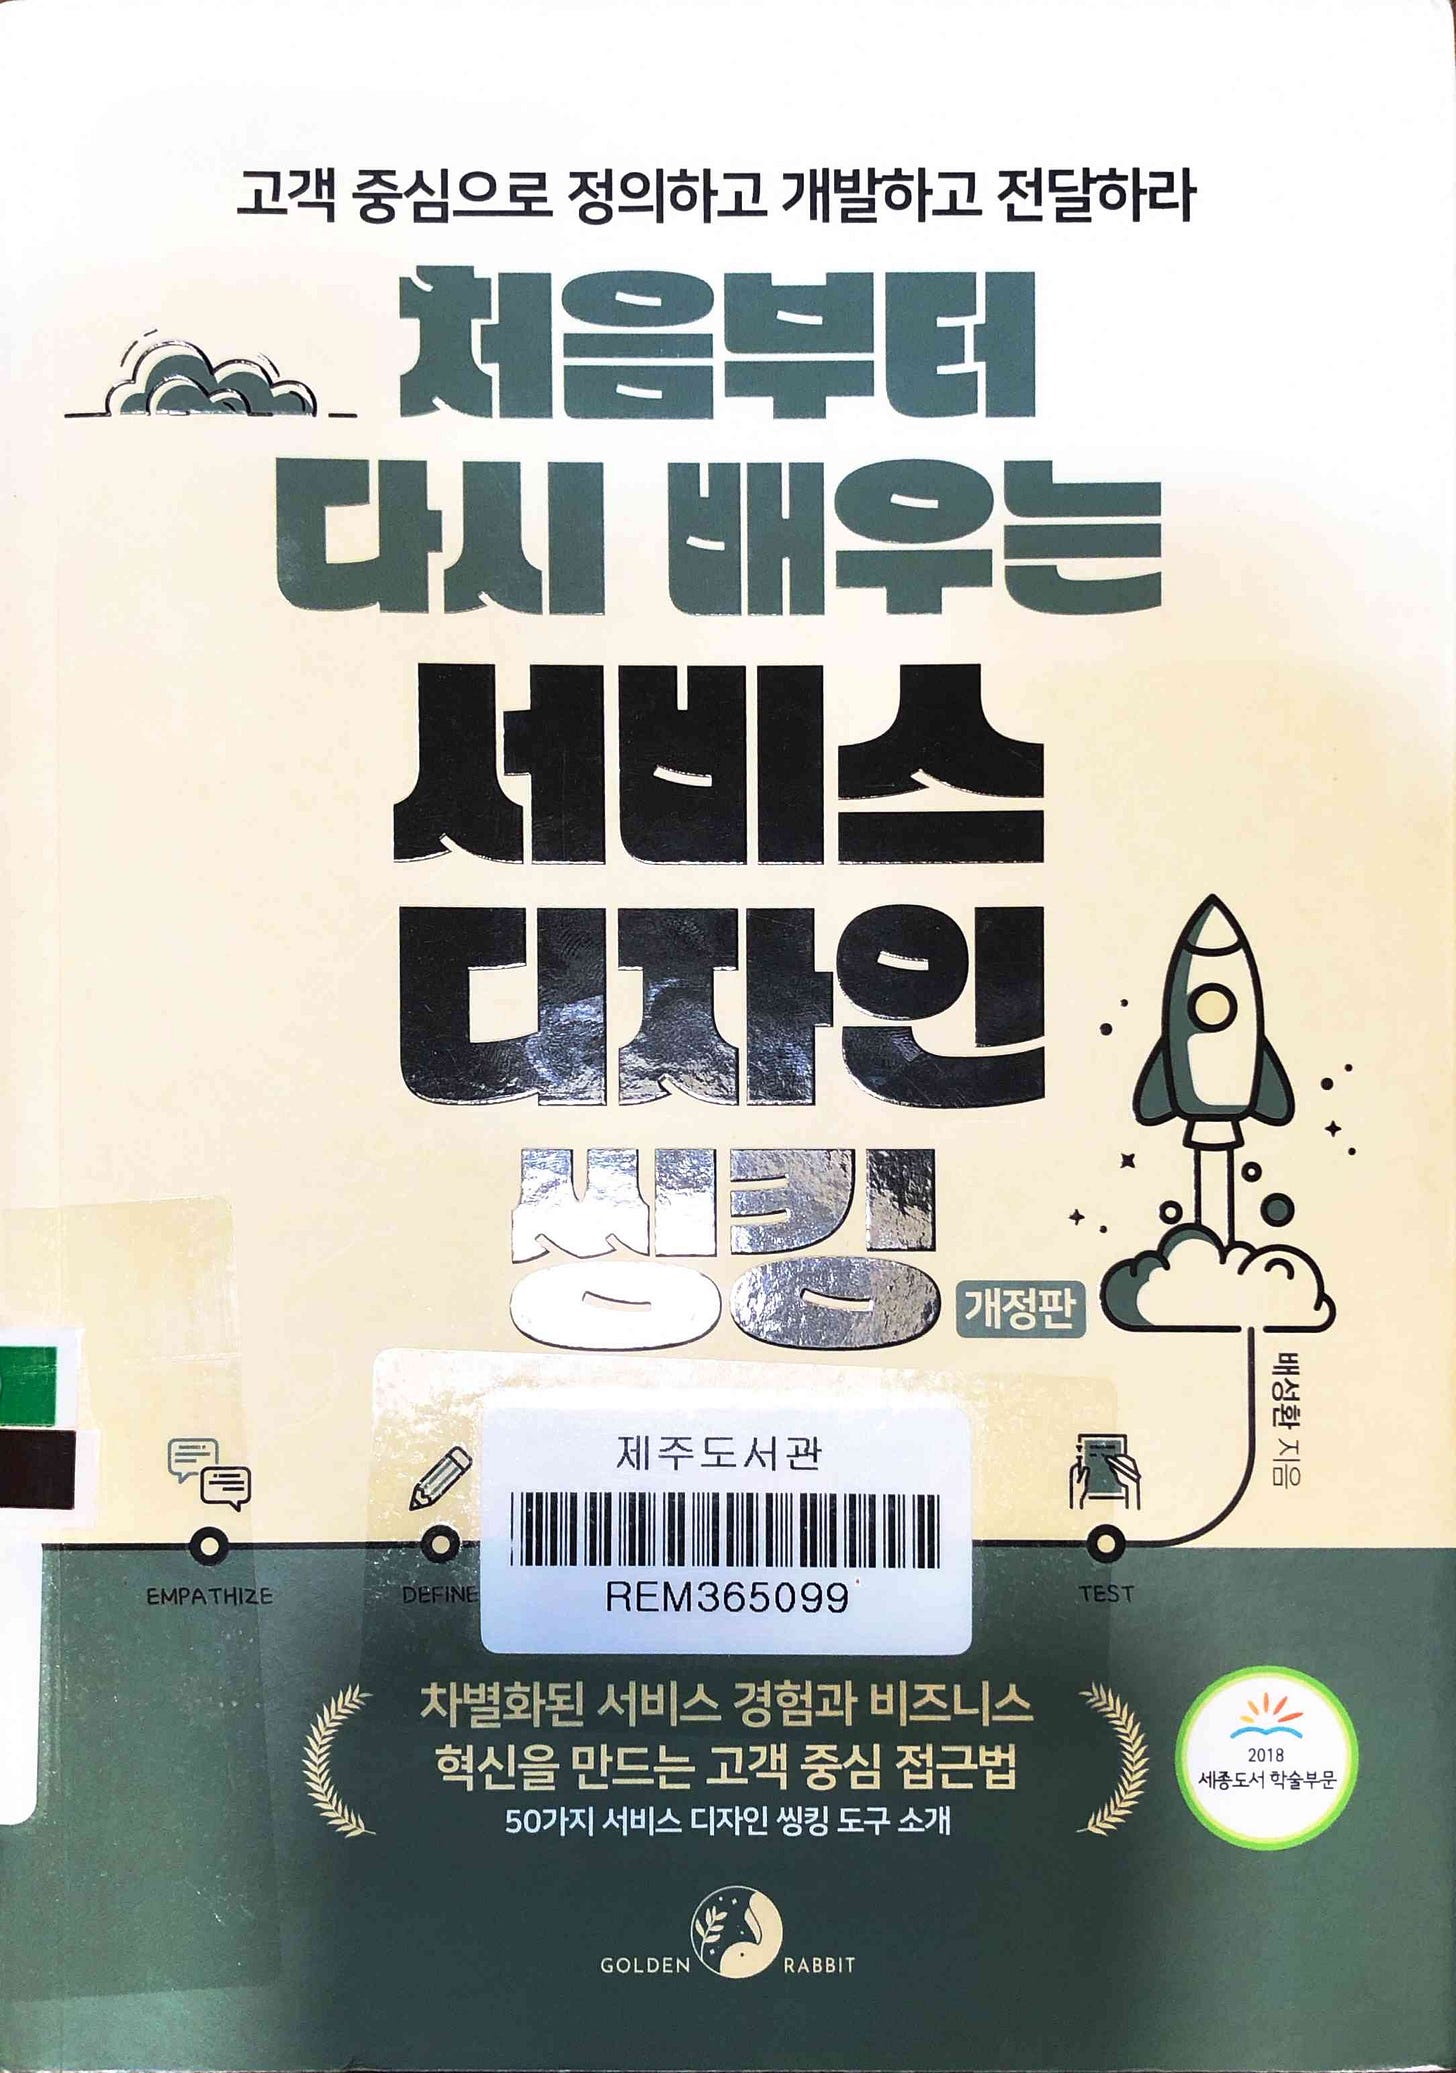 고객 중심으로 정의하고 개발하고 전달하라
처음부터
다시 배우는
서비스
디자인
씽킹
개정판
배성환 지음
제주도서관
REM365099
EMPATHIZE
DEFINE
TEST
차별화된 서비스 경험과 비즈니스
혁신을 만드는 고객 중심 접근법
50가지 서비스 디자인 씽킹 도구 소개
2018
세종도서 학술부문
GOLDEN RABBIT